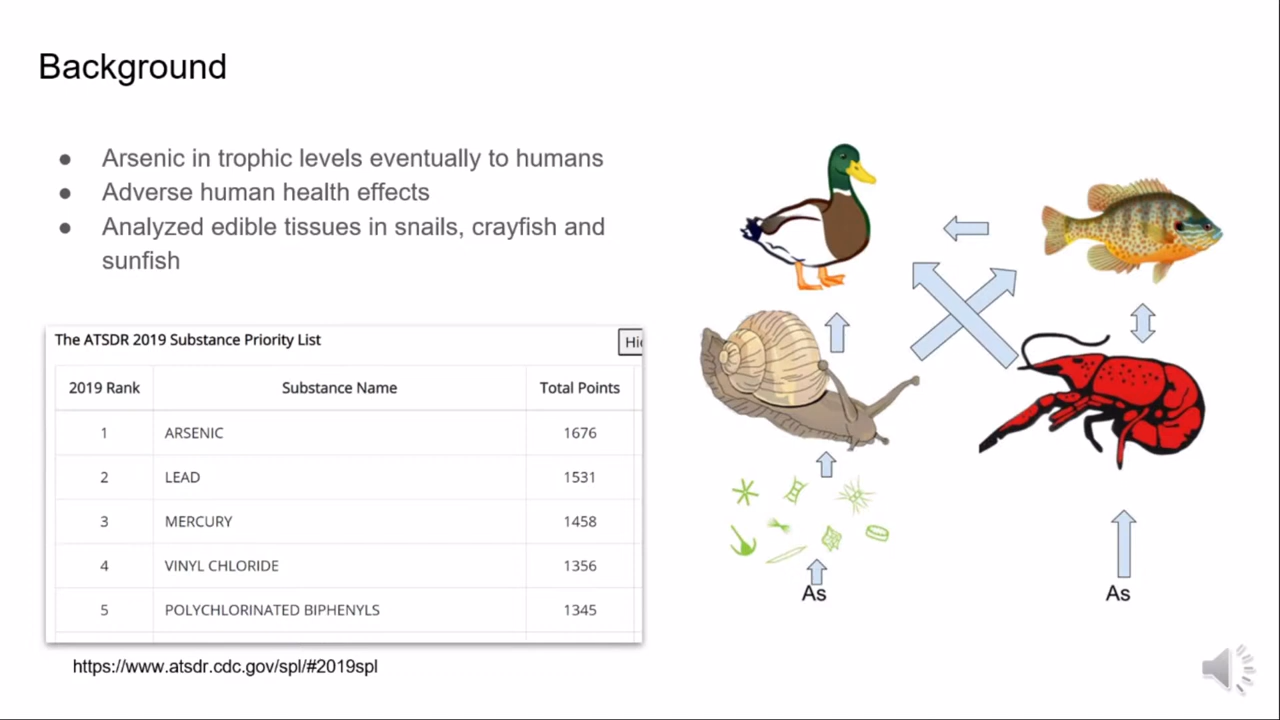 Background
● Arsenic in trophic levels eventually to humans
● Adverse human health effects
● Analyzed edible tissues in snails, crayfish and
sunfish
The ATSDR 2019 Substance Priority List
2019 Rank Substance Name Total Points
1 ARSENIC 1676
2 LEAD 1531
3 MERCURY 1458
4 VINYL CHLORIDE 1356
5 POLYCHLORINATED BIPHENYLS 1345
https://www.atsdr.cdc.gov/spl/#2019spl
As
As